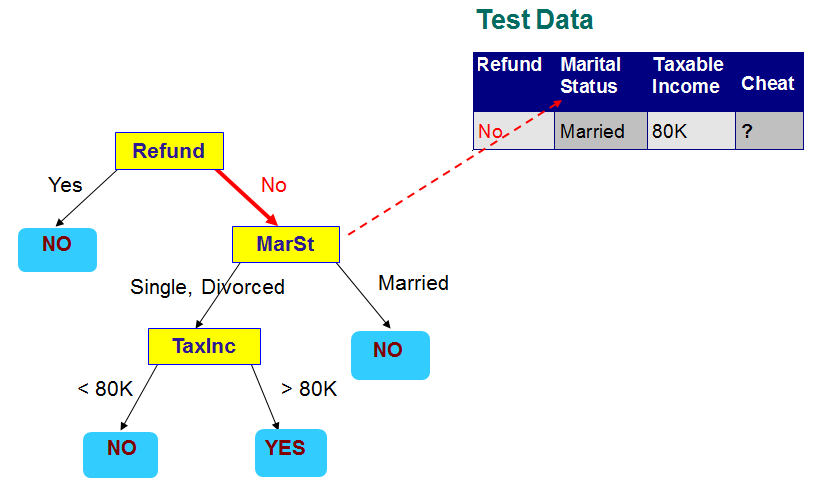 Test Data
Refund Marital Status Taxable Income Cheat
No Married 80K ?
Refund
Yes No
NO MarSt
Single, Divorced Married
TaxInc NO
< 80K > 80K
NO YES